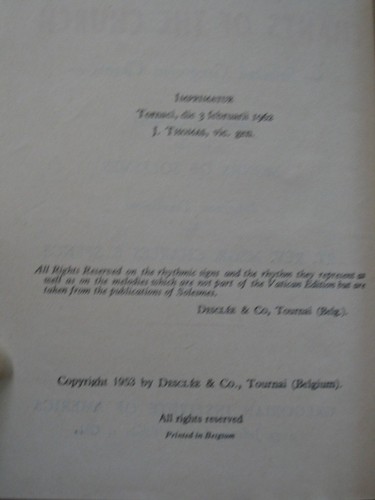 IMPRIMATUR
Tornaci, die 3 februarii 1962
J. THOMAS, vic. gen.
All Rights Reserved on the rhythmic signs and the rhythm they represent as
well as on the melodies which are not part of the Vatican Edition but are
taken from the publications of Solesmes.
DESCLÉE & Co, Tournai (Belg.).
Copyright 1953 by DESCLÉE & Co., Tournai (Belgium).
All rights reserved
Printed in Belgium